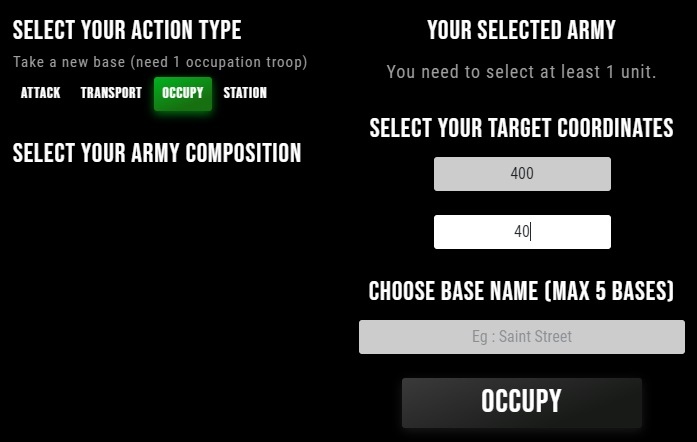 SELECT YOUR ACTION TYPE
Take a new base (need 1 occupation troop)
ATTACK TRANSPORT OCCUPY STATION
SELECT YOUR ARMY COMPOSITION
YOUR SELECTED ARMY
You need to select at least 1 unit.
SELECT YOUR TARGET COORDINATES
400
40
CHOOSE BASE NAME (MAX 5 BASES)
Eg : Saint Street
OCCUPY